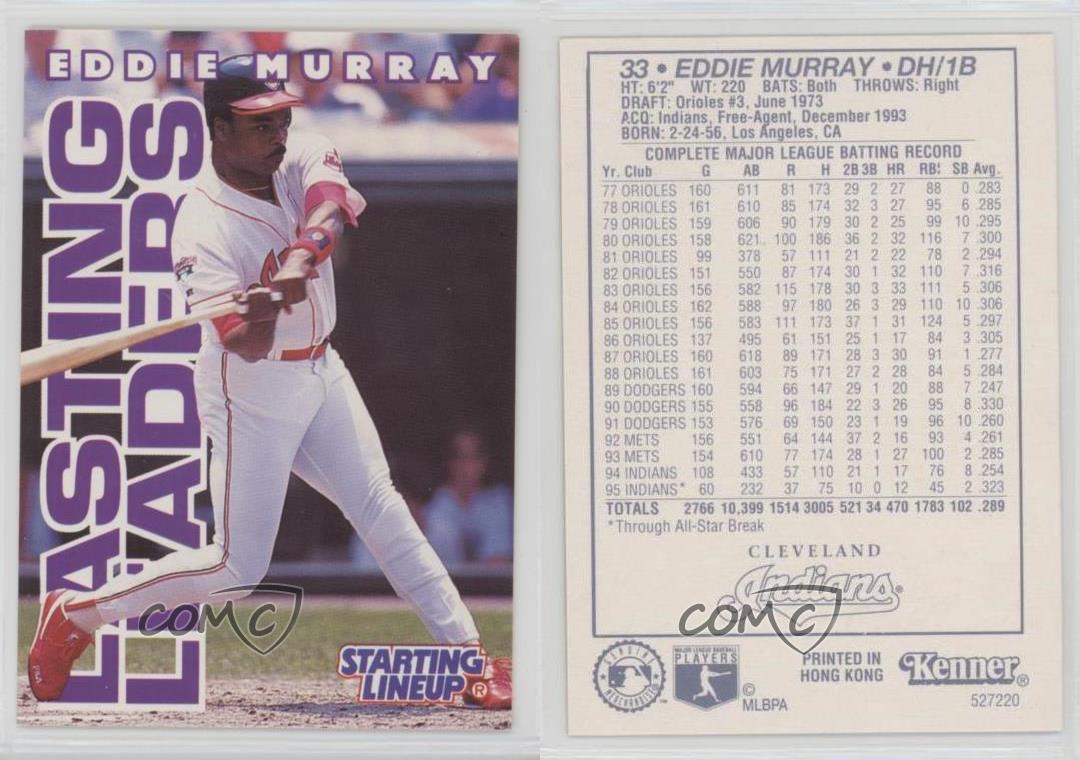 EDDIE MURRAY
LASTING
LEADERS
STARTING
LINEUP®
COMC
33 • EDDIE MURRAY • DH/1B
HT: 6'2" WT: 220 BATS: Both THROWS: Right
DRAFT: Orioles #3, June 1973
ACQ: Indians, Free-Agent, December 1993
BORN: 2-24-56, Los Angeles, CA
COMPLETE MAJOR LEAGUE BATTING RECORD
Yr. Club G AB R H 2B 3B HR RBI SB Avg.
77 ORIOLES 160 611 81 173 29 2 27 88 0 .283
78 ORIOLES 161 610 85 174 32 3 27 95 6 .285
79 ORIOLES 159 606 90 179 30 2 25 99 10 .295
80 ORIOLES 158 621 100 186 36 2 32 116 7 .300
81 ORIOLES 99 378 57 111 21 2 22 78 2 .294
82 ORIOLES 151 550 87 174 30 1 32 110 7 .316
83 ORIOLES 156 582 115 178 30 3 33 111 5 .306
84 ORIOLES 162 588 97 180 26 3 29 110 10 .306
85 ORIOLES 156 583 111 173 37 1 31 124 5 .297
86 ORIOLES 137 495 61 151 25 1 17 84 3 .305
87 ORIOLES 160 618 89 171 28 3 30 91 1 .277
88 ORIOLES 161 603 75 171 27 2 28 84 5 .284
89 DODGERS 160 594 66 147 29 1 20 88 7 .247
90 DODGERS 155 558 96 184 22 3 26 95 8 .330
91 DODGERS 153 576 69 150 23 1 19 96 10 .260
92 METS 156 551 64 144 37 2 16 93 4 .261
93 METS 154 610 77 174 28 1 27 100 2 .285
94 INDIANS 108 433 57 110 21 1 17 76 8 .254
95 INDIANS* 60 232 37 75 10 0 12 45 2 .323
TOTALS 2766 10,399 1514 3005 521 34 470 1783 102 .289
*Through All-Star Break
CLEVELAND
Indians®
COMC
GENUINE
MERCHANDISE™
MAJOR LEAGUE BASEBALL
PLAYERS
©
MLBPA
PRINTED IN
HONG KONG
Kenner®
527220